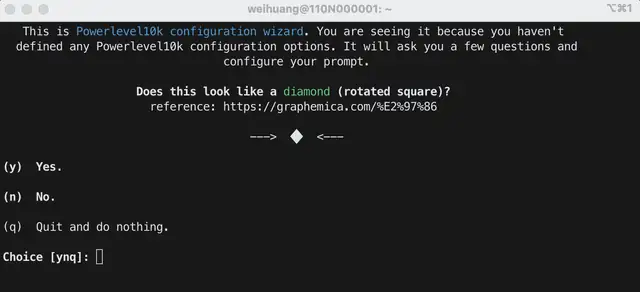 weihuang@110N000001: ~
⌥⌘1
This is Powerlevel10k configuration wizard. You are seeing it because you haven't
defined any Powerlevel10k configuration options. It will ask you a few questions and
configure your prompt.
Does this look like a diamond (rotated square)?
reference: https://graphemica.com/%E2%97%86
---> ◆ <---
(y) Yes.
(n) No.
(q) Quit and do nothing.
Choice [ynq]: